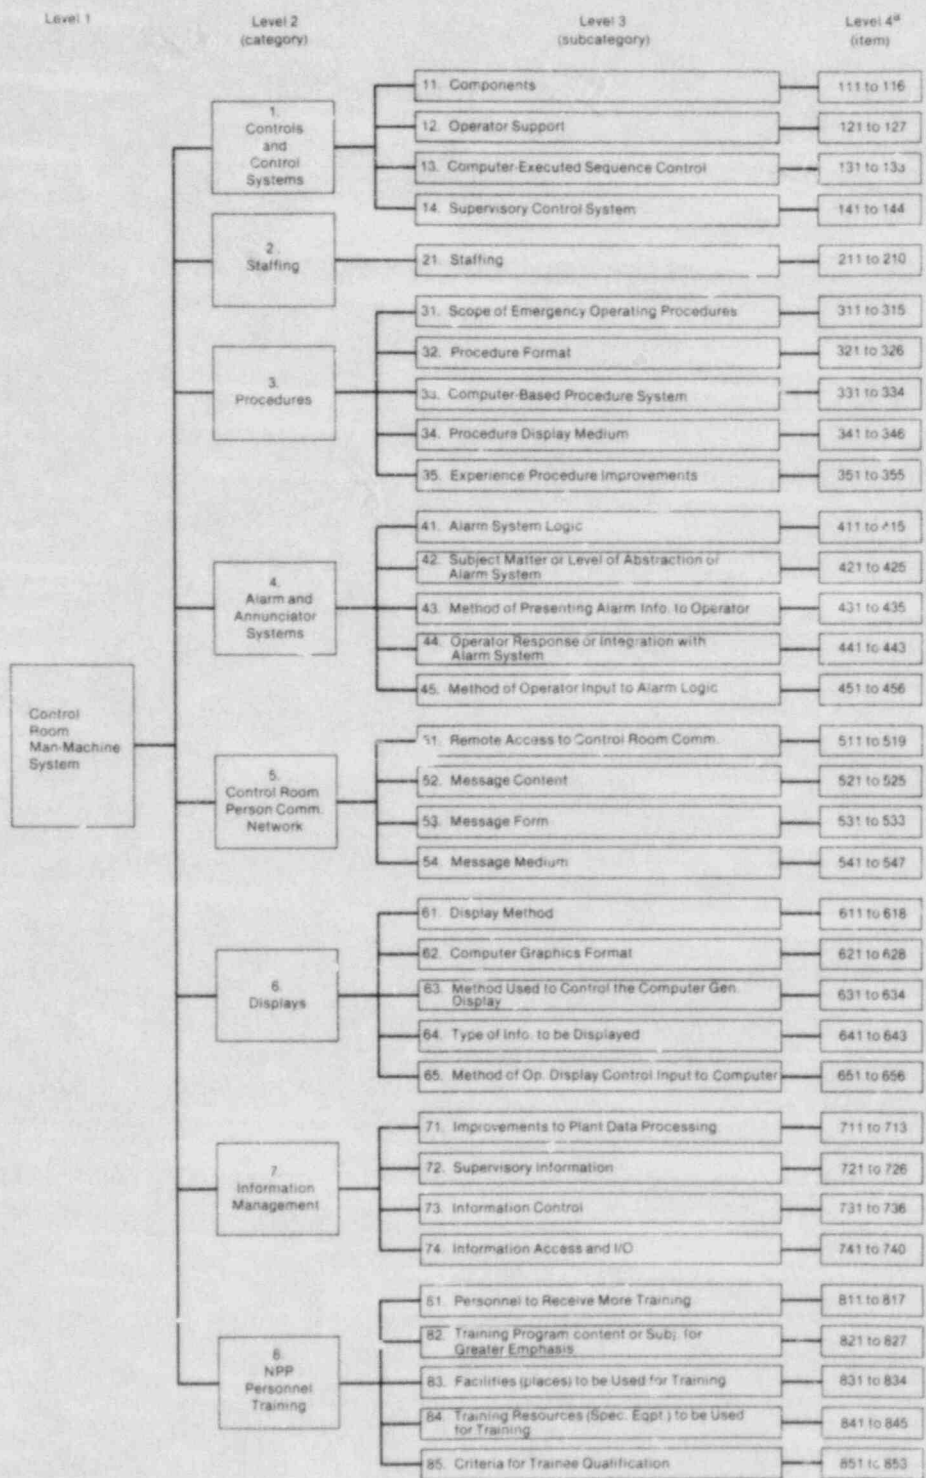 Level 1
Level 2
(category)
Level 3
(subcategory)
Level 4a
(item)
Control
Room
Man-Machine
System
1.
Controls
and
Control
Systems
11. Components
111 to 116
12. Operator Support
121 to 127
13. Computer-Executed Sequence Control
131 to
14. Supervisory Control System
141 to 144
2.
Staffing
21. Staffing
211 to 210
3.
Procedures
31. Scope of Emergency Operating Procedures
311 to 315
32. Procedure Format
321 to 326
33. Computer-Based Procedure System
331 to 334
34. Procedure Display Medium
341 to 346
35. Experience Procedure Improvements
351 to 355
4.
Alarm and
Annunciator
Systems
41. Alarm System Logic
411 to 415
42. Subject Matter or Level of Abstraction of
Alarm System
421 to 425
43. Method of Presenting Alarm Info. to Operator
431 to 435
44. Operator Response or Integration with
Alarm System
441 to 443
45. Method of Operator Input to Alarm Logic
451 to 456
5.
Control Room
Person Comm.
Network
51. Remote Access to Control Room Comm.
511 to 519
52. Message Content
521 to 525
53. Message Form
531 to 533
54. Message Medium
541 to 547
6.
Displays
61. Display Method
611 to 618
62. Computer Graphics Format
621 to 628
63. Method Used to Control the Computer Gen.
Display
631 to 634
64. Type of Info. to be Displayed
641 to 643
65. Method of Op. Display Control Input to Computer
651 to 656
7.
Information
Management
71. Improvements to Plant Data Processing
711 to 713
72. Supervisory Information
721 to 726
73. Information Control
731 to 736
74. Information Access and I/O
741 to 740
8.
NPP
Personnel
Training
81. Personnel to Receive More Training
811 to 817
82. Training Program content or Subj. for
Greater Emphasis
821 to 827
83. Facilities (places) to be Used for Training
831 to 834
84. Training Resources (Spec. Eqpt.) to be Used
for Training
841 to 845
85. Criteria for Trainee Qualification
851 to 853